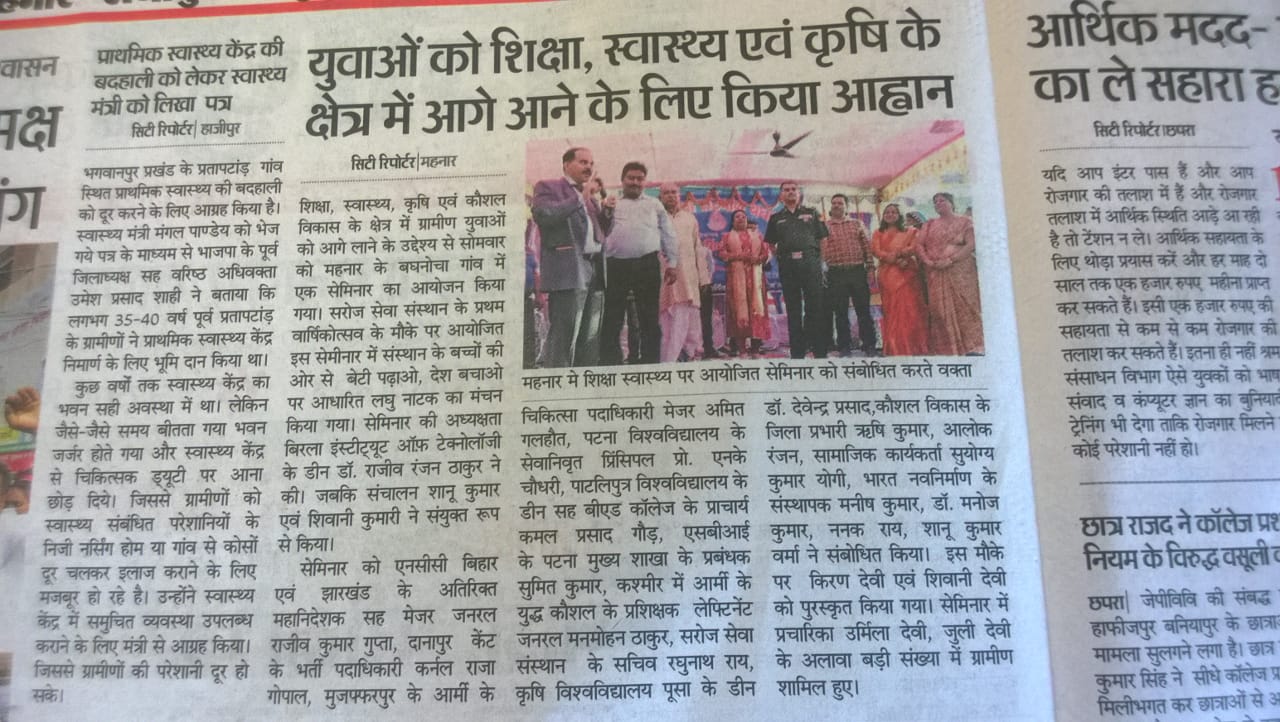 वासन
पक्ष
ंग
प्राथमिक स्वास्थ्य केंद्र की
बदहाली को लेकर स्वास्थ्य
मंत्री को लिखा पत्र
सिटी रिपोर्टर| हाजीपुर
भगवानपुर प्रखंड के प्रतापटांड़ गांव
स्थित प्राथमिक स्वास्थ्य की बदहाली
को दूर करने के लिए आग्रह किया है।
स्वास्थ्य मंत्री मंगल पाण्डेय को भेज
गये पत्र के माध्यम से भाजपा के पूर्व
जिलाध्यक्ष सह वरिष्ठ अधिवक्ता
उमेश प्रसाद शाही ने बताया कि
लगभग 35-40 वर्ष पूर्व प्रतापटांड़
के ग्रामीणों ने प्राथमिक स्वास्थ्य केंद्र
निमार्ण के लिए भूमि दान किया था।
कुछ वर्षो तक स्वास्थ्य केंद्र का
भवन सही अवस्था में था। लेकिन
जैसे-जैसे समय बीतता गया भवन
जर्जर होते गया और स्वास्थ्य केंद्र
से चिकित्सक ड्यूटी पर आना
छोड़ दिये। जिससे ग्रामीणों को
स्वास्थ्य संबंधित परेशानियों के
निजी नर्सिंग होम या गांव से कोसों
दूर चलकर इलाज कराने के लिए
मजबूर हो रहे है। उन्होंने स्वास्थ्य
केंद्र में समुचित व्यवस्था उपलब्ध
कराने के लिए मंत्री से आग्रह किया।
जिससे ग्रामीणों की परेशानी दूर हो
सके।
युवाओं को शिक्षा, स्वास्थ्य एवं कृषि के
क्षेत्र में आगे आने के लिए किया आह्वान
सिटी रिपोर्टर| महनार
शिक्षा, स्वास्थ्य, कृषि एवं कौशल
विकास के क्षेत्र में ग्रामीण युवाओं
को आगे लाने के उद्देश्य से सोमवार
को महनार के बघनोचा गांव में
एक सेमिनार का आयोजन किया
गया। सरोज सेवा संस्थान के प्रथम
वार्षिकोत्सव के मौके पर आयोजित
इस सेमीनार में संस्थान के बच्चों की
ओर से बेटी पढ़ाओ, देश बचाओ
पर आधारित लघु नाटक का मंचन
किया गया। सेमिनार की अध्यक्षता
बिरला इंस्टीट्यूट ऑफ़ टेक्नोलॉजी
के डीन डॉ. राजीव रंजन ठाकुर ने
की। जबकि संचालन शानू कुमार
एवं शिवानी कुमारी ने संयुक्त रूप
से किया।
सेमिनार को एनसीसी बिहार
एवं झारखंड के अतिरिक्त
महानिदेशक सह मेजर जनरल
राजीव कुमार गुप्ता, दानापुर केंट
के भर्ती पदाधिकारी कर्नल राजा
गोपाल, मुजफ्फरपुर के आर्मी के
महनार मे शिक्षा स्वास्थ्य पर आयोजित सेमिनार को संबोधित करते वक्ता
चिकित्सा पदाधिकारी मेजर अमित
गलहौत, पटना विश्वविद्यालय के
सेवानिवृत प्रिंसिपल प्रो. एनके
चौधरी, पाटलिपुत्र विश्वविद्यालय के
डीन सह बीएड कॉलेज के प्राचार्य
कमल प्रसाद गौड़, एसबीआई
के पटना मुख्य शाखा के प्रबंधक
सुमित कुमार, कश्मीर में आर्मी के
युद्ध कौशल के प्रशिक्षक लेफ्टिनेंट
जनरल मनमोहन ठाकुर, सरोज सेवा
संस्थान के सचिव रघुनाथ राय,
कृषि विश्वविद्यालय पूसा के डीन
डॉ. देवेन्द्र प्रसाद,कौशल विकास के
जिला प्रभारी ऋषि कुमार, आलोक
रंजन, सामाजिक कार्यकर्ता सुयोग्य
कुमार योगी, भारत नवनिर्माण के
संस्थापक मनीष कुमार, डॉ. मनोज
कुमार, ननक राय, शानू कुमार
वर्मा ने संबोधित किया। इस मौके
पर किरण देवी एवं शिवानी देवी
को पुरस्कृत किया गया। सेमिनार में
प्रचारिका उर्मिला देवी, जुली देवी
के अलावा बड़ी संख्या में ग्रामीण
शामिल हुए।
आर्थिक मदद-
का ले सहारा ह
सिटी रिपोर्टर।छपरा
यदि आप इंटर पास हैं और आप
रोजगार की तलाश में हैं और रोजगार
तलाश में आर्थिक स्थिति आड़े आ रही
है तो टेंशन न ले। आर्थिक सहायता के
लिए थोड़ा प्रयास करें और हर माह दो
साल तक एक हजार रुपए महीना प्राप्त
कर सकते हैं। इसी एक हजार रुपए की
सहायता से कम से कम रोजगार की
तलाश कर सकते हैं। इतना ही नहीं श्रम
संसाधन विभाग ऐसे युवकों को भाष
संवाद व कंप्यूटर ज्ञान का बुनियाद
ट्रेनिंग भी देगा ताकि रोजगार मिलने
कोई परेशानी नहीं हो।
छात्र राजद ने कॉलेज प्रश
नियम के विरुद्ध वसूली
छपरा| जेपीविवि की संबद्ध
हाफीजपुर बनियापुर के छात्राअ
मामला सुलगने लगा है। छात्र
कुमार सिंह ने सीधे कॉलेज प्र
मिलीभगत कर छात्राओं से अ